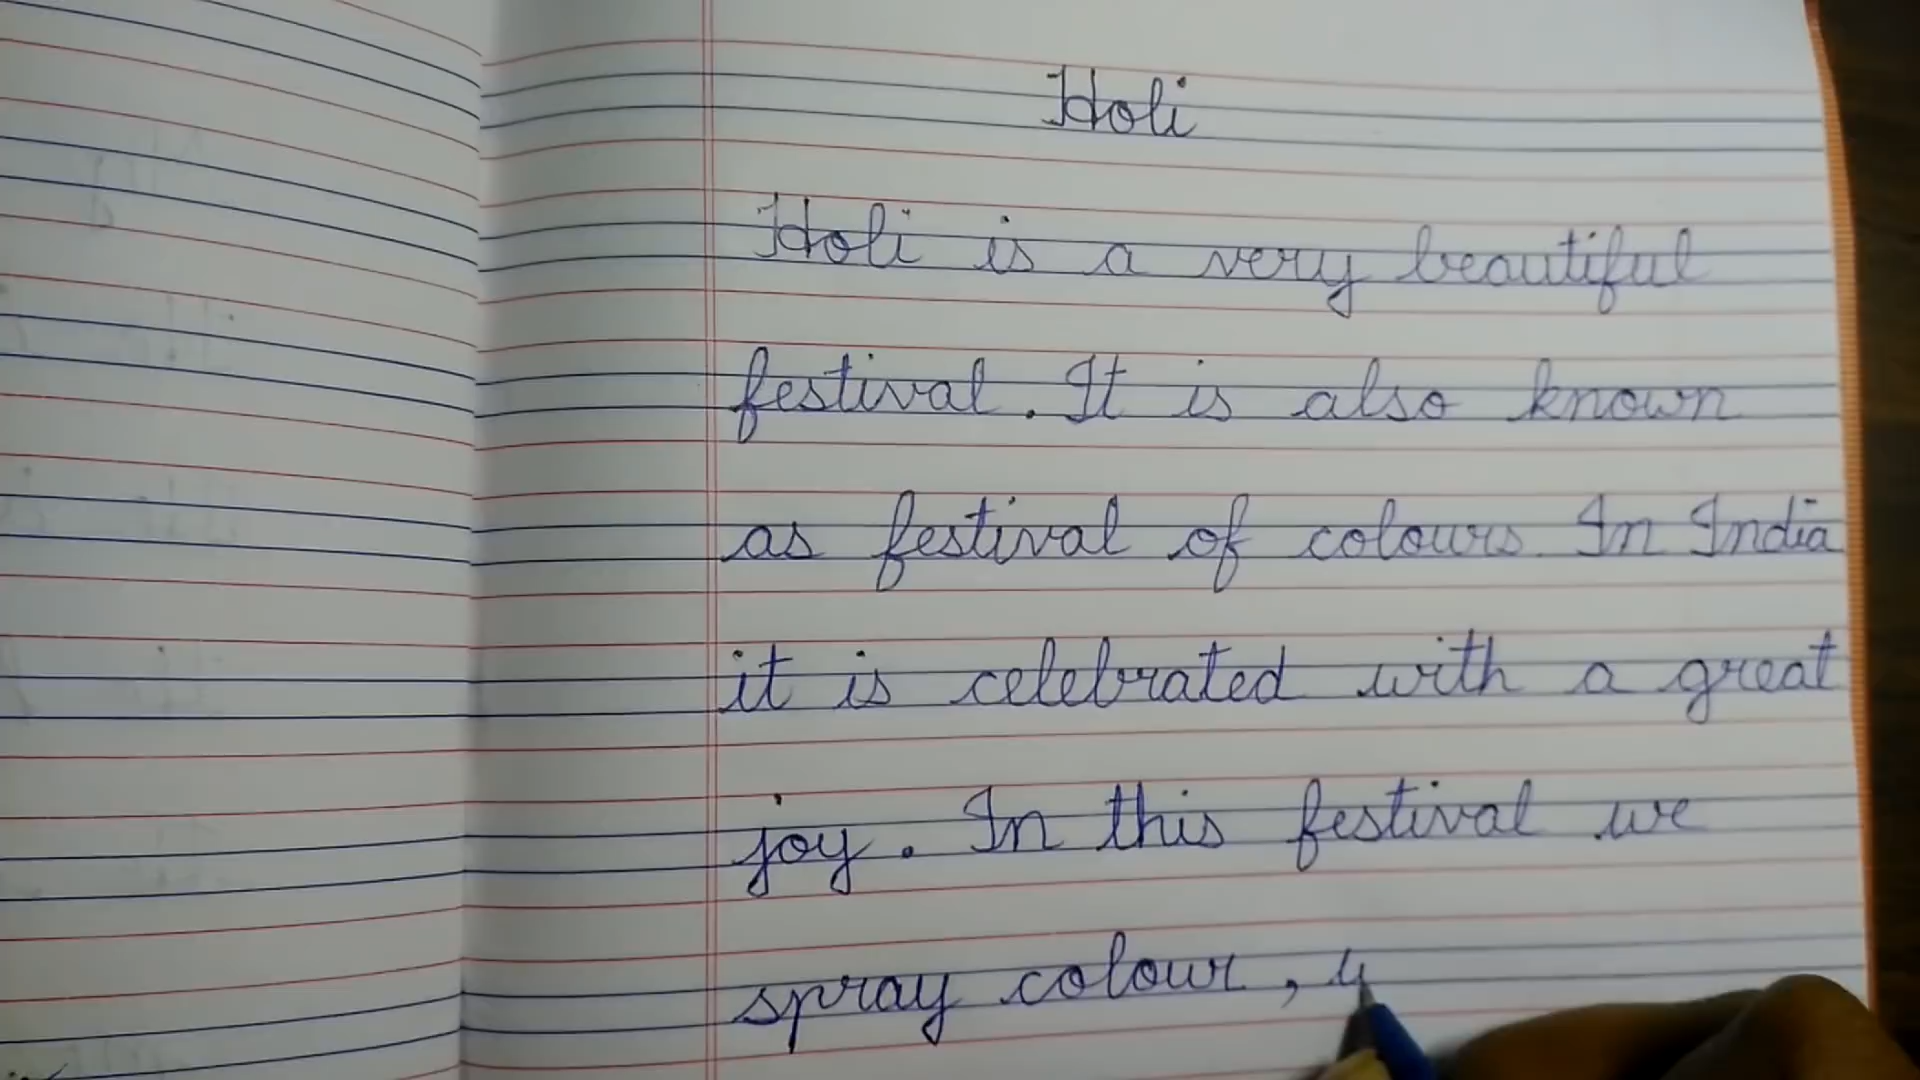 Holi
Holi is a very beautiful
festival. It is also known
as festival of colours. In India
it is celebrated with a great
joy. In this festival we
spray colour,